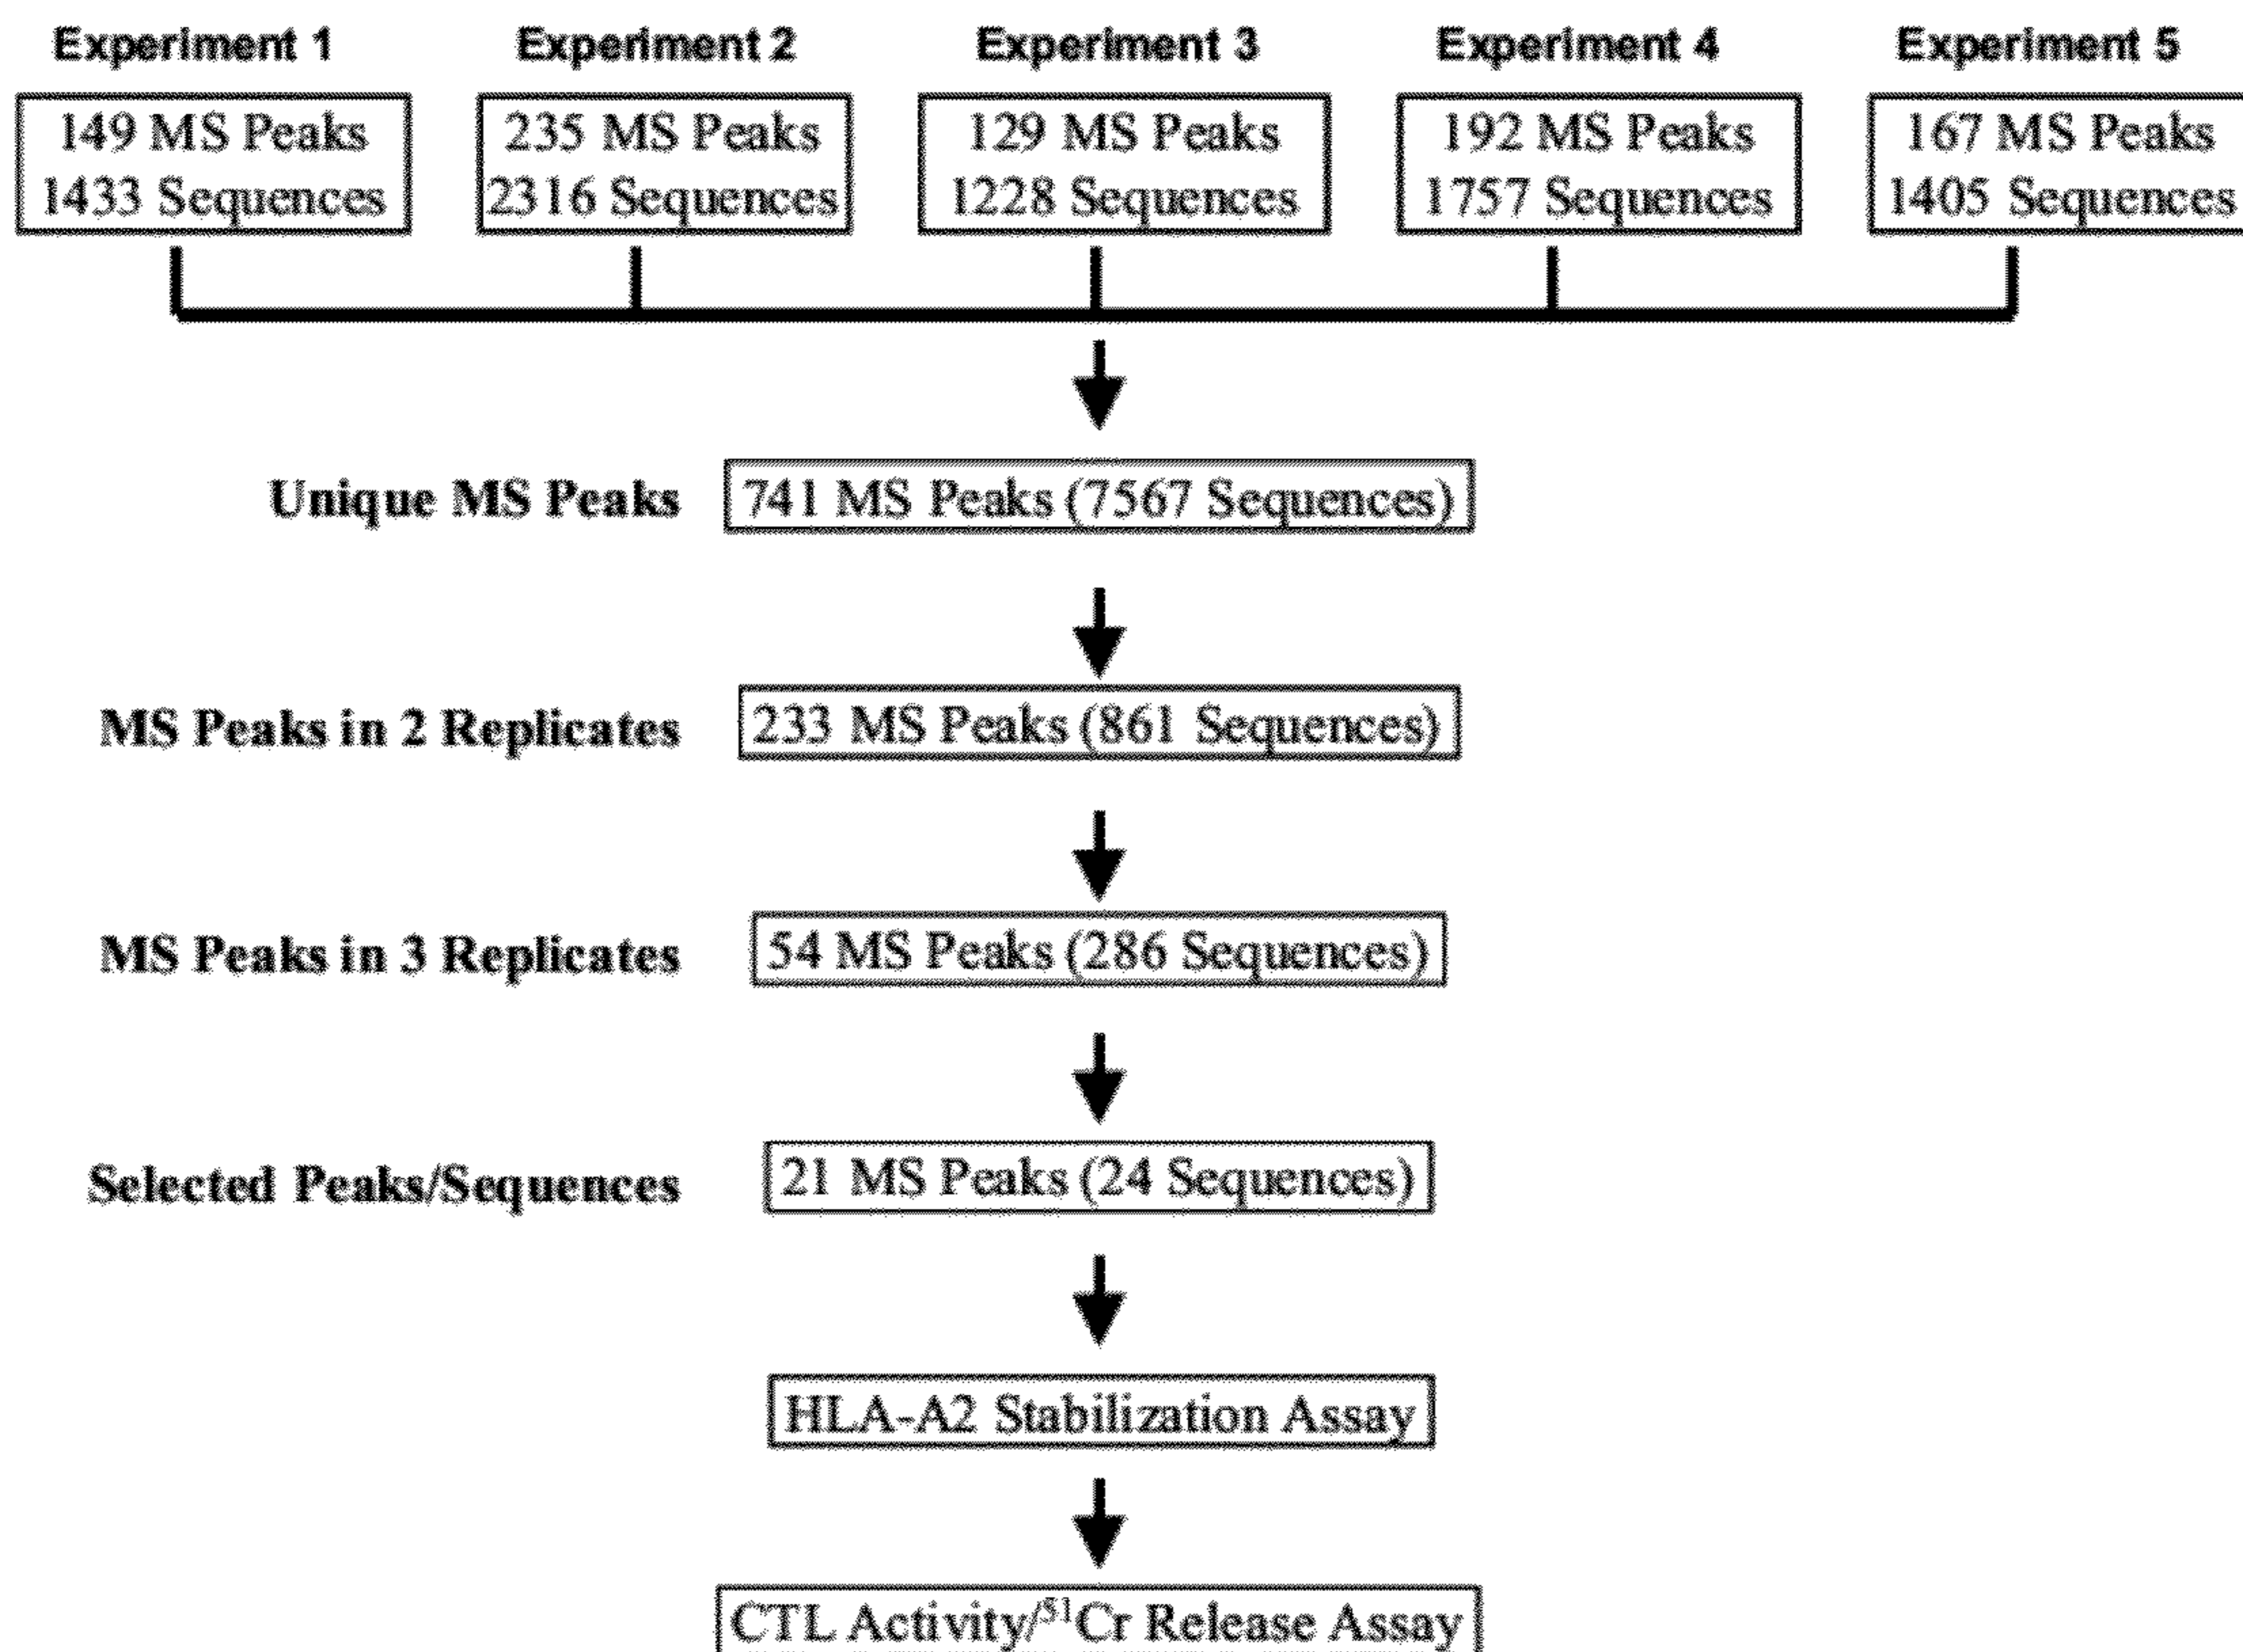 Experiment 1
Experiment 2
Experiment 3
Experiment 4
Experiment 5
149 MS Peaks
1433 Sequences
235 MS Peaks
2316 Sequences
129 MS Peaks
1228 Sequences
192 MS Peaks
1757 Sequences
167 MS Peaks
1405 Sequences
Unique MS Peaks
741 MS Peaks (7567 Sequences)
MS Peaks in 2 Replicates
233 MS Peaks (861 Sequences)
MS Peaks in 3 Replicates
54 MS Peaks (286 Sequences)
Selected Peaks/Sequences
21 MS Peaks (24 Sequences)
HLA-A2 Stabilization Assay
CTL Activity/⁵¹Cr Release Assay